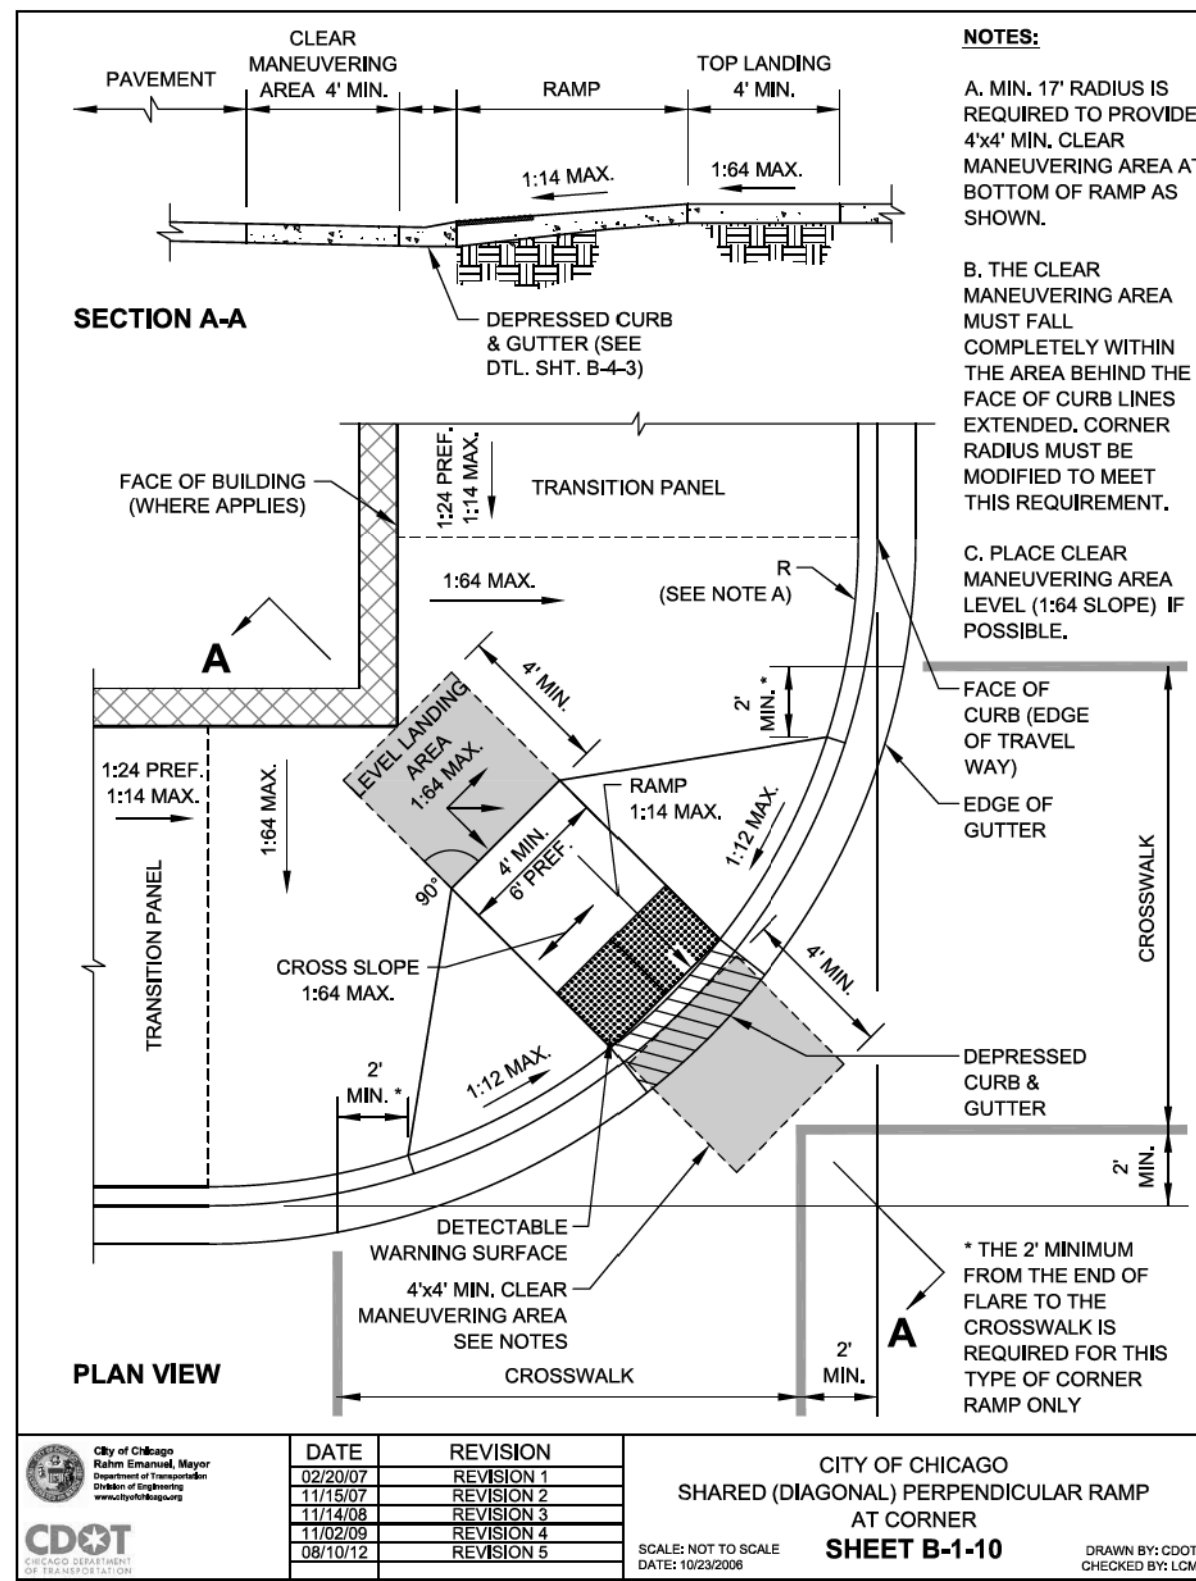 CLEAR
MANEUVERING
AREA 4' MIN.
PAVEMENT
RAMP
TOP LANDING
4' MIN.
1:14 MAX.
1:64 MAX.
SECTION A-A
DEPRESSED CURB
& GUTTER (SEE
DTL. SHT. B-4-3)
NOTES:
A. MIN. 17' RADIUS IS
REQUIRED TO PROVIDE
4'x4' MIN. CLEAR
MANEUVERING AREA AT
BOTTOM OF RAMP AS
SHOWN.
B. THE CLEAR
MANEUVERING AREA
MUST FALL
COMPLETELY WITHIN
THE AREA BEHIND THE
FACE OF CURB LINES
EXTENDED. CORNER
RADIUS MUST BE
MODIFIED TO MEET
THIS REQUIREMENT.
C. PLACE CLEAR
MANEUVERING AREA
LEVEL (1:64 SLOPE) IF
POSSIBLE.
FACE OF BUILDING
(WHERE APPLIES)
1:24 PREF.
1:14 MAX.
TRANSITION PANEL
1:64 MAX.
R
(SEE NOTE A)
A
4' MIN.
2'
MIN. *
FACE OF
CURB (EDGE
OF TRAVEL
WAY)
EDGE OF
GUTTER
LEVEL LANDING
AREA
1:64 MAX.
1:24 PREF.
1:14 MAX.
1:64 MAX.
RAMP
1:14 MAX.
1:12 MAX.
4' MIN.
6' PREF.
90°
CROSSWALK
TRANSITION PANEL
CROSS SLOPE
1:64 MAX.
4' MIN.
2'
MIN. *
1:12 MAX.
DEPRESSED
CURB &
GUTTER
2'
MIN.
DETECTABLE
WARNING SURFACE
4'x4' MIN. CLEAR
MANEUVERING AREA
SEE NOTES
* THE 2' MINIMUM
FROM THE END OF
FLARE TO THE
CROSSWALK IS
REQUIRED FOR THIS
TYPE OF CORNER
RAMP ONLY
A
2'
MIN.
CROSSWALK
PLAN VIEW
City of Chicago
Rahm Emanuel, Mayor
Department of Transportation
Division of Engineering
www.cityofchicago.org
CDOT
CHICAGO DEPARTMENT
OF TRANSPORTATION
DATE REVISION
02/20/07 REVISION 1
11/15/07 REVISION 2
11/14/08 REVISION 3
11/02/09 REVISION 4
08/10/12 REVISION 5
CITY OF CHICAGO
SHARED (DIAGONAL) PERPENDICULAR RAMP
AT CORNER
SHEET B-1-10
SCALE: NOT TO SCALE
DATE: 10/23/2006
DRAWN BY: CDOT
CHECKED BY: LCM